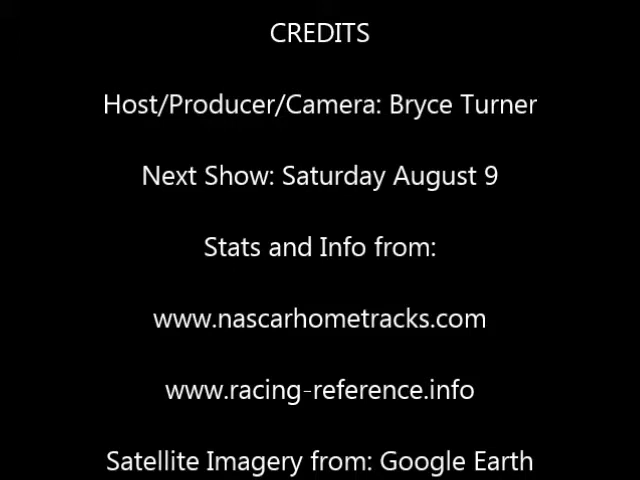 CREDITS
Host/Producer/Camera: Bryce Turner
Next Show: Saturday August 9
Stats and Info from:
www.nascarhometracks.com
www.racing-reference.info
Satellite Imagery from: Google Earth